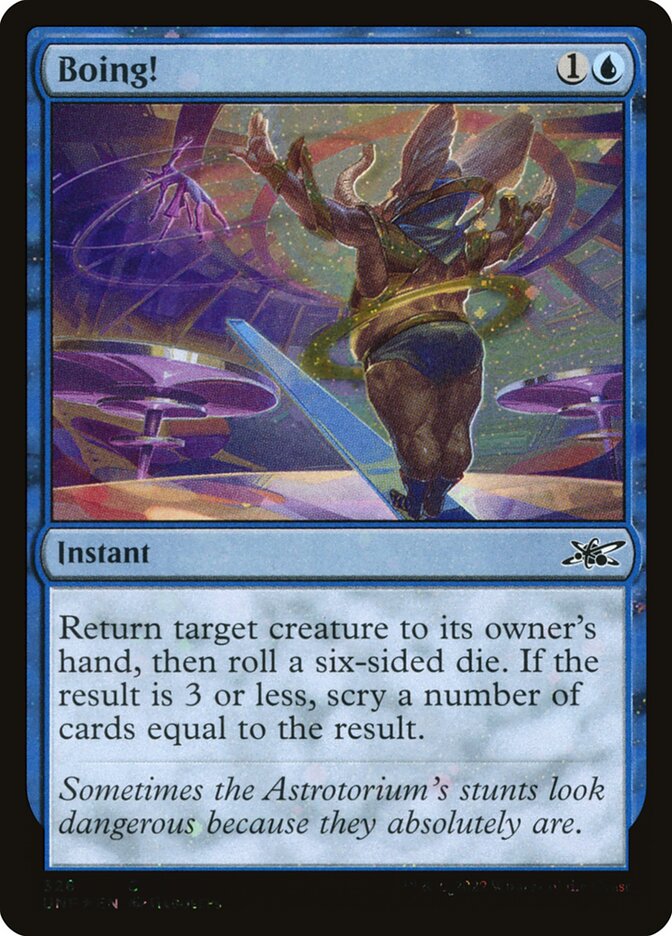 Boing!
1
Instant
Return target creature to its owner's
hand, then roll a six-sided die. If the
result is 3 or less, scry a number of
cards equal to the result.
Sometimes the Astrotorium's stunts look
dangerous because they absolutely are.